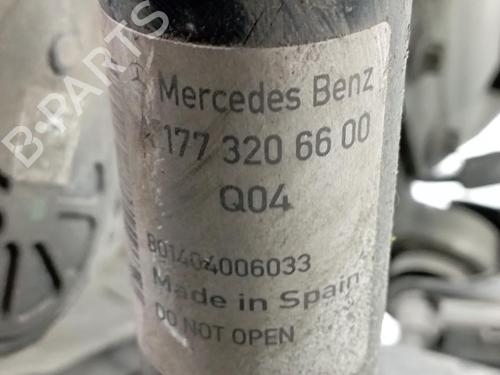 B-PARTS
Mercedes Benz
177 320 66 00
Q04
801404006033
Made in Spain
DO NOT OPEN